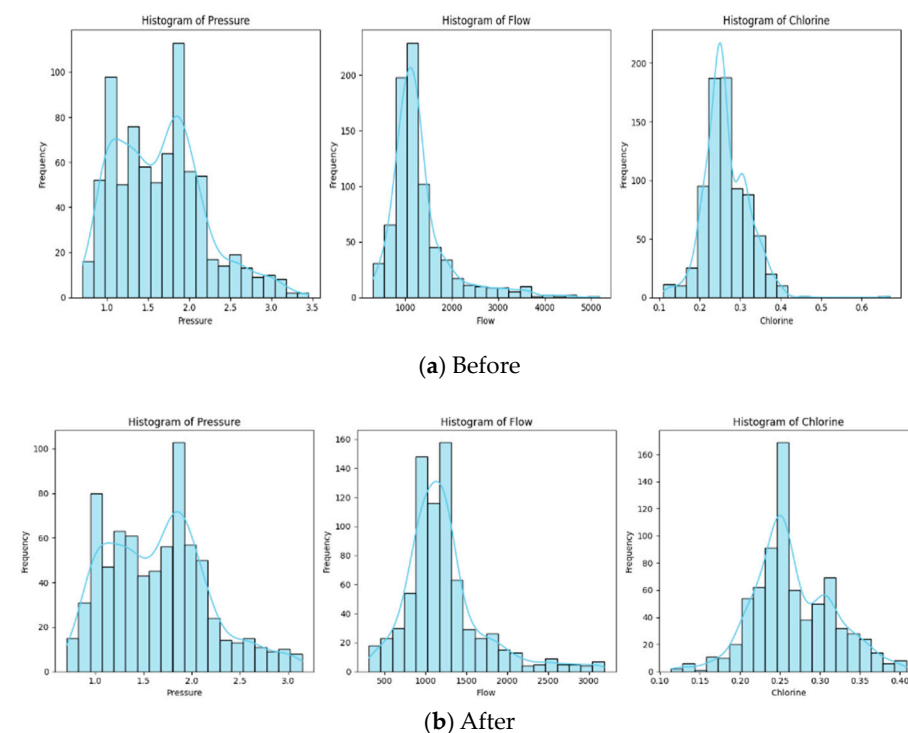 Histogram of Pressure
Histogram of Flow
Histogram of Chlorine
Frequency
100
80
60
40
20
0
1.0 1.5 2.0 2.5 3.0 3.5
Pressure
Frequency
200
150
100
50
0
1000 2000 3000 4000 5000
Flow
Frequency
200
150
100
50
0
0.1 0.2 0.3 0.4 0.5 0.6
Chlorine
(a) Before
Histogram of Pressure
Histogram of Flow
Histogram of Chlorine
Frequency
100
80
60
40
20
0
1.0 1.5 2.0 2.5 3.0
Pressure
Frequency
160
140
120
100
80
60
40
20
0
500 1000 1500 2000 2500 3000
Flow
Frequency
160
140
120
100
80
60
40
20
0
0.10 0.15 0.20 0.25 0.30 0.35 0.40
Chlorine
(b) After